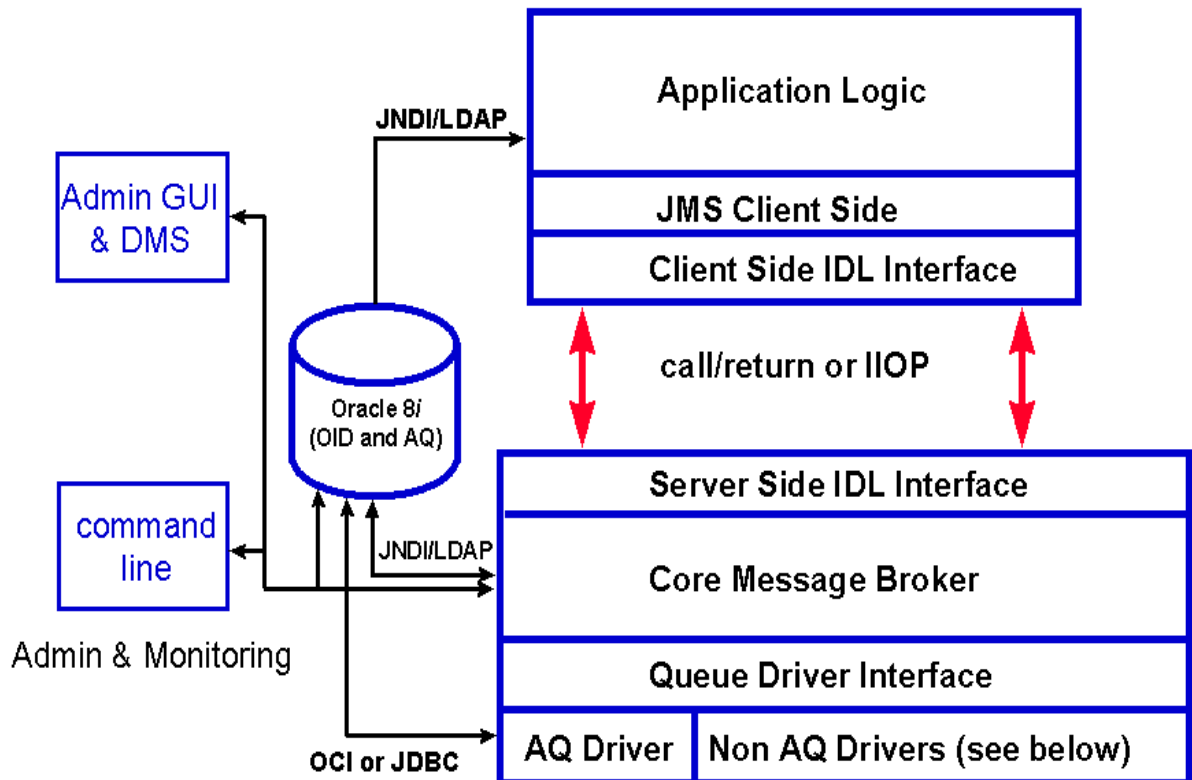 Application Logic
JNDI/LDAP
Admin GUI
& DMS
JMS Client Side
Client Side IDL Interface
call/return or IIOP
Oracle 8i
(OID and AQ)
Server Side IDL Interface
command
line
JNDI/LDAP
Core Message Broker
Admin & Monitoring
Queue Driver Interface
AQ Driver
Non AQ Drivers (see below)
OCI or JDBC